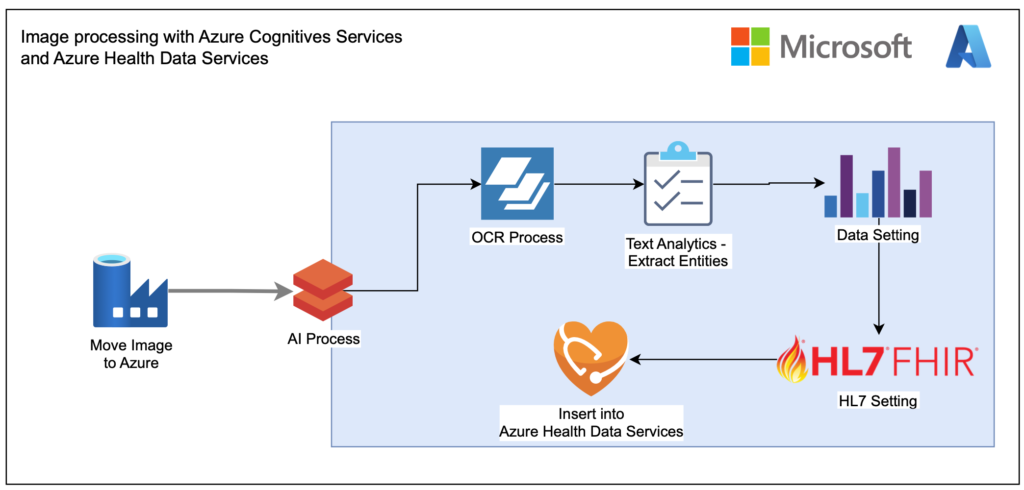 Image processing with Azure Cognitives Services
and Azure Health Data Services
Microsoft
OCR Process
Text Analytics -
Extract Entities
Data Setting
Move Image
to Azure
AI Process
HL7® FHIR®
HL7 Setting
Insert into
Azure Health Data Services